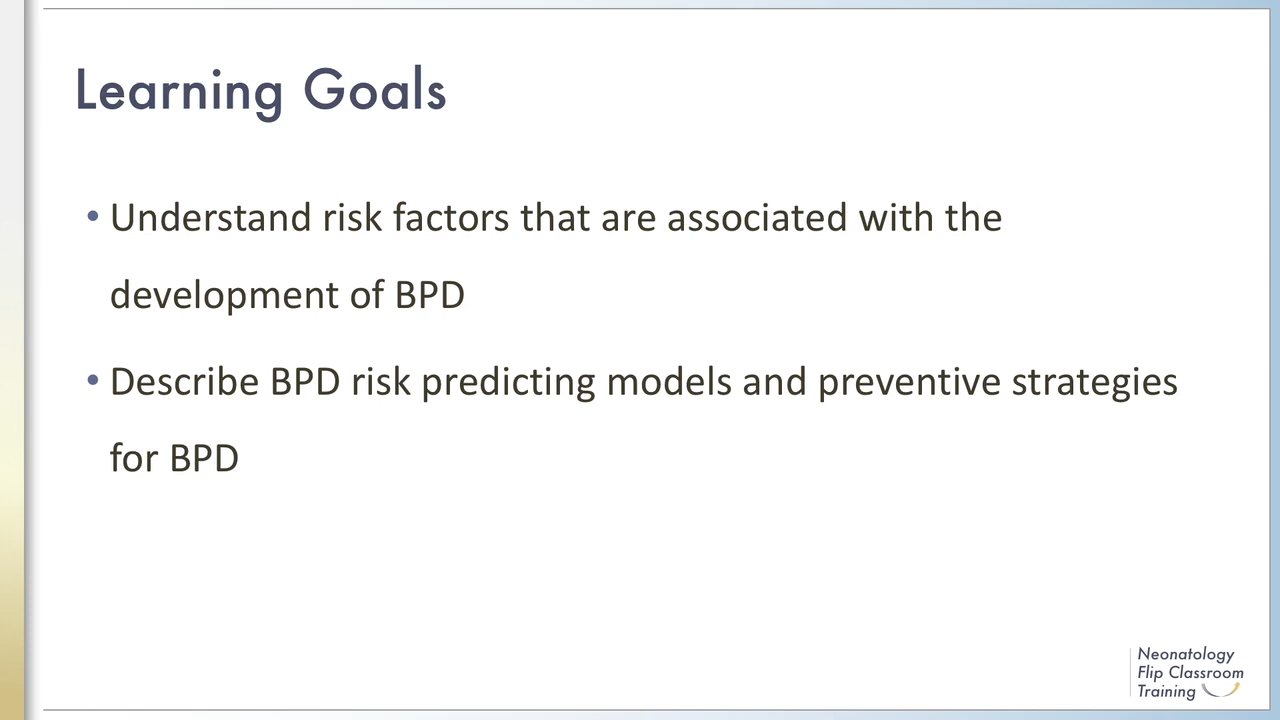 Learning Goals
• Understand risk factors that are associated with the
development of BPD
• Describe BPD risk predicting models and preventive strategies
for BPD
Neonatology
Flip Classroom
Training